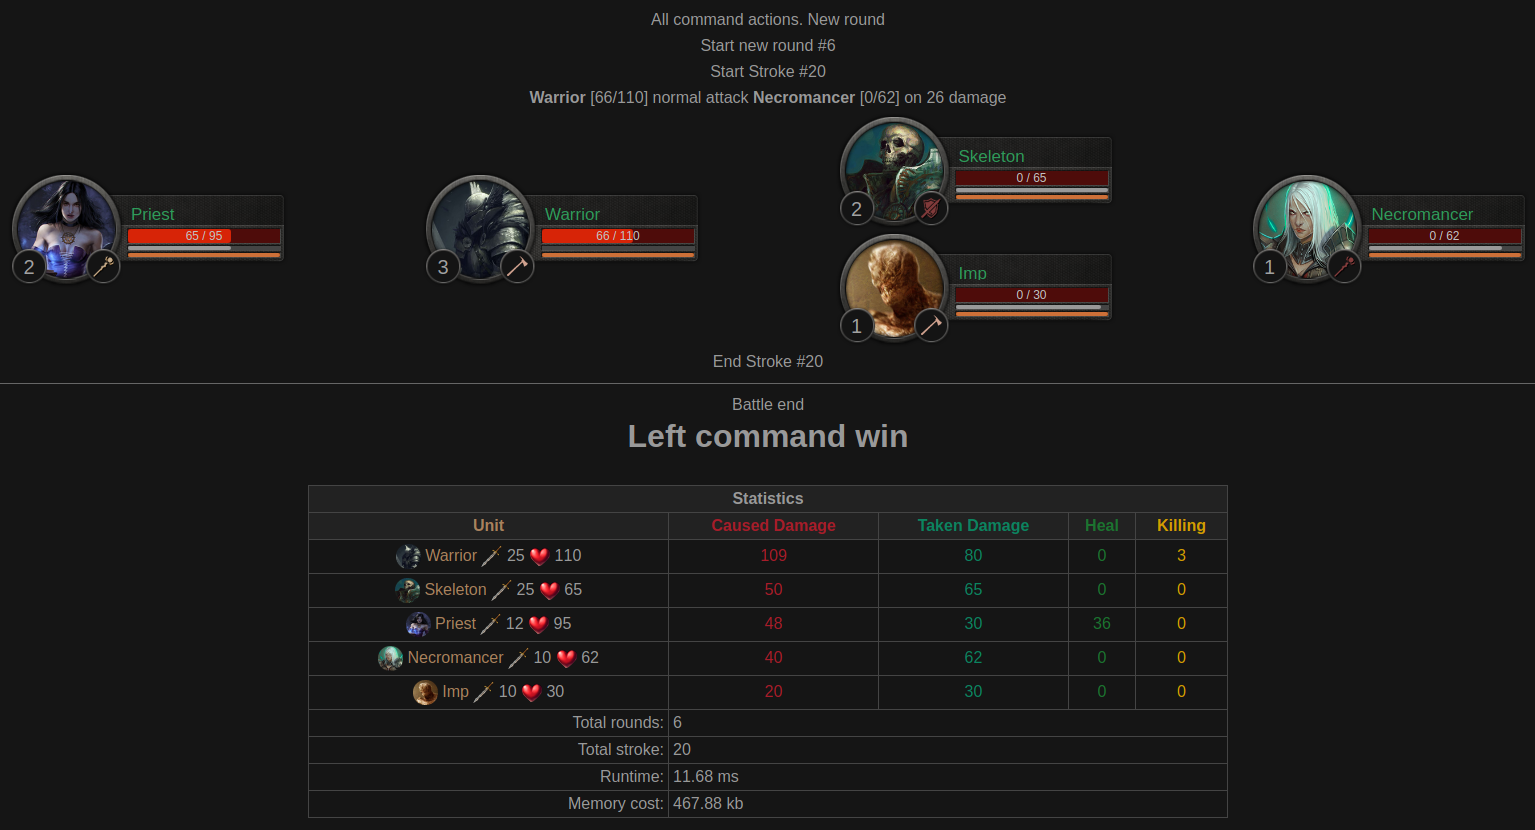 All command actions. New round
Start new round #6
Start Stroke #20
Warrior [66/110] normal attack Necromancer [0/62] on 26 damage
Priest
65 / 95
2
Warrior
66 / 110
3
Skeleton
0 / 65
2
Imp
0 / 30
1
Necromancer
0 / 62
1
End Stroke #20
Battle end
Left command win
Statistics
Unit Caused Damage Taken Damage Heal Killing
Warrior 25 110 109 80 0 3
Skeleton 25 65 50 65 0 0
Priest 12 95 48 30 36 0
Necromancer 10 62 40 62 0 0
Imp 10 30 20 30 0 0
Total rounds: 6
Total stroke: 20
Runtime: 11.68 ms
Memory cost: 467.88 kb